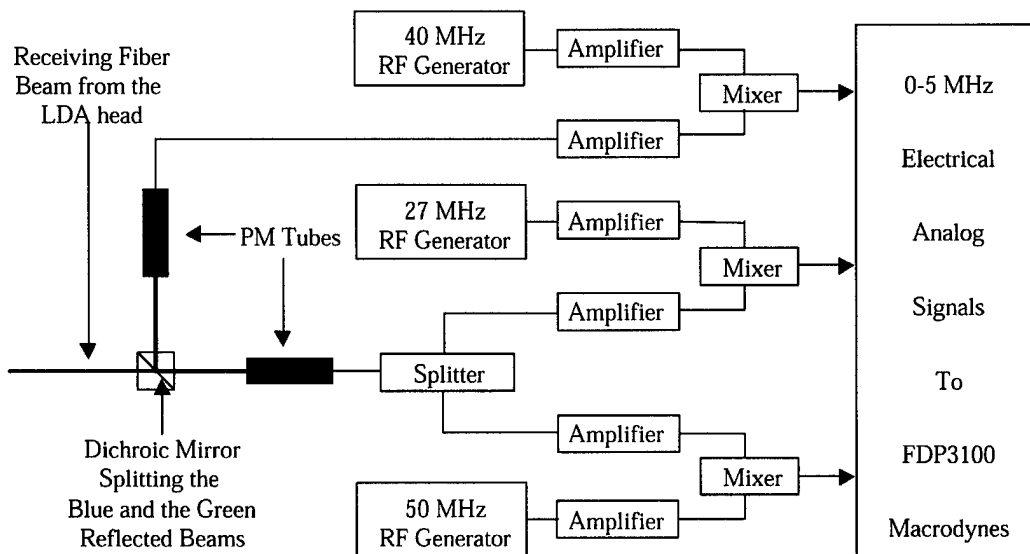 Receiving Fiber
Beam from the
LDA head
40 MHz
RF Generator
Amplifier
Mixer
Amplifier
27 MHz
RF Generator
Amplifier
Mixer
Amplifier
PM Tubes
Splitter
Amplifier
Mixer
50 MHz
RF Generator
Amplifier
Dichroic Mirror
Splitting the
Blue and the Green
Reflected Beams
0-5 MHz
Electrical
Analog
Signals
To
FDP3100
Macrodynes